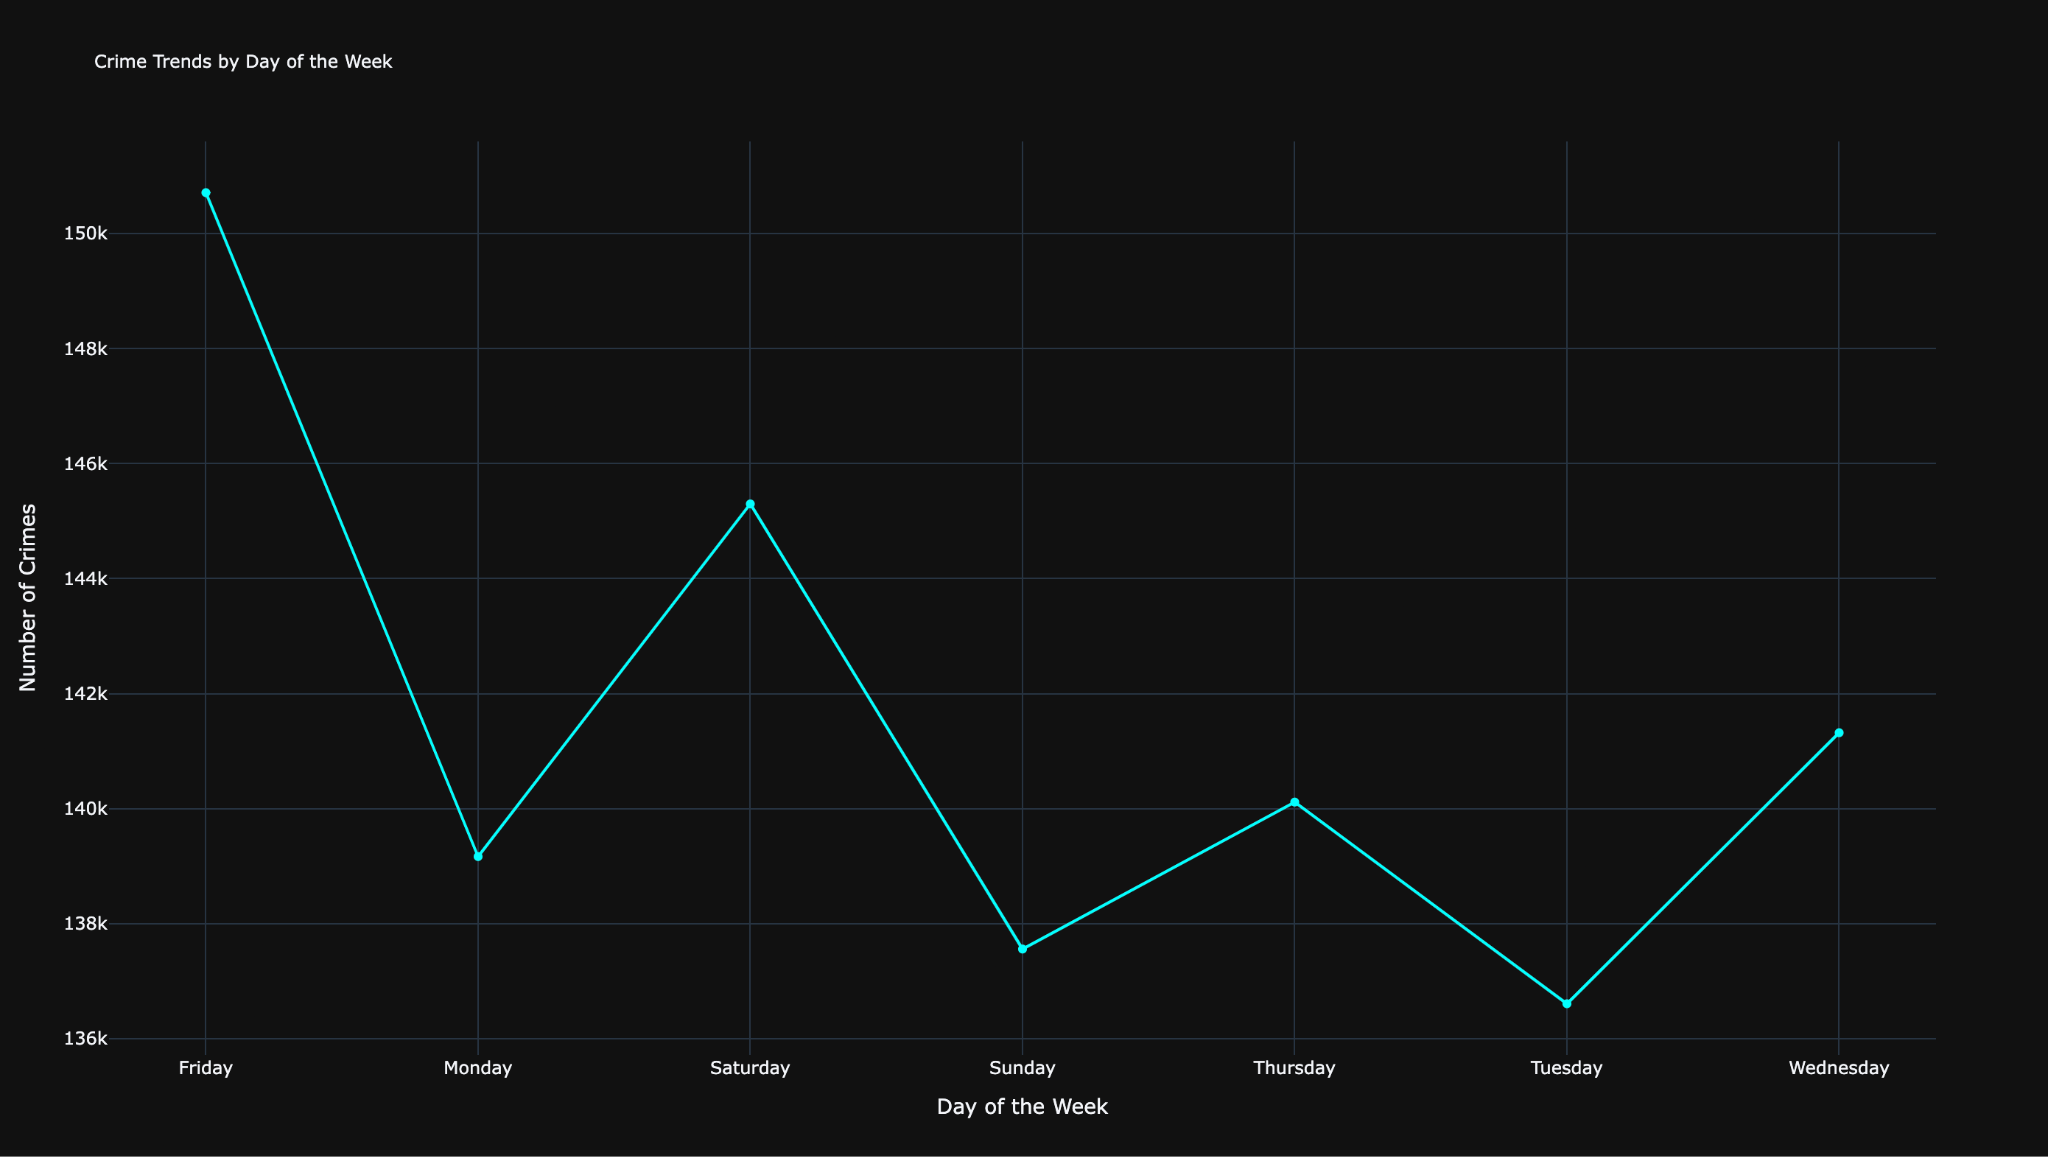 Crime Trends by Day of the Week
150k
148k
146k
144k
142k
140k
138k
136k
Number of Crimes
Friday Monday Saturday Sunday Thursday Tuesday Wednesday
Day of the Week